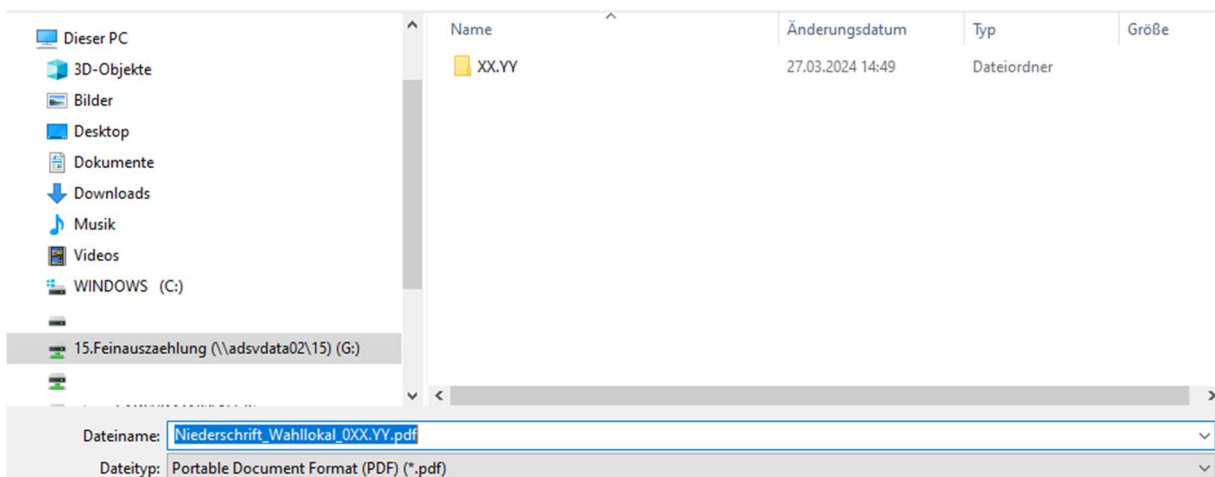 Dieser PC
3D-Objekte
Bilder
Desktop
Dokumente
Downloads
Musik
Videos
WINDOWS (C:)
15.Feinauszaehlung (\\adsvdata02\15) (G:)
Name Änderungsdatum Typ Größe
XX.YY 27.03.2024 14:49 Dateiordner
Dateiname: Niederschrift_Wahllokal_0XX.YY.pdf
Dateityp: Portable Document Format (PDF) (*.pdf)